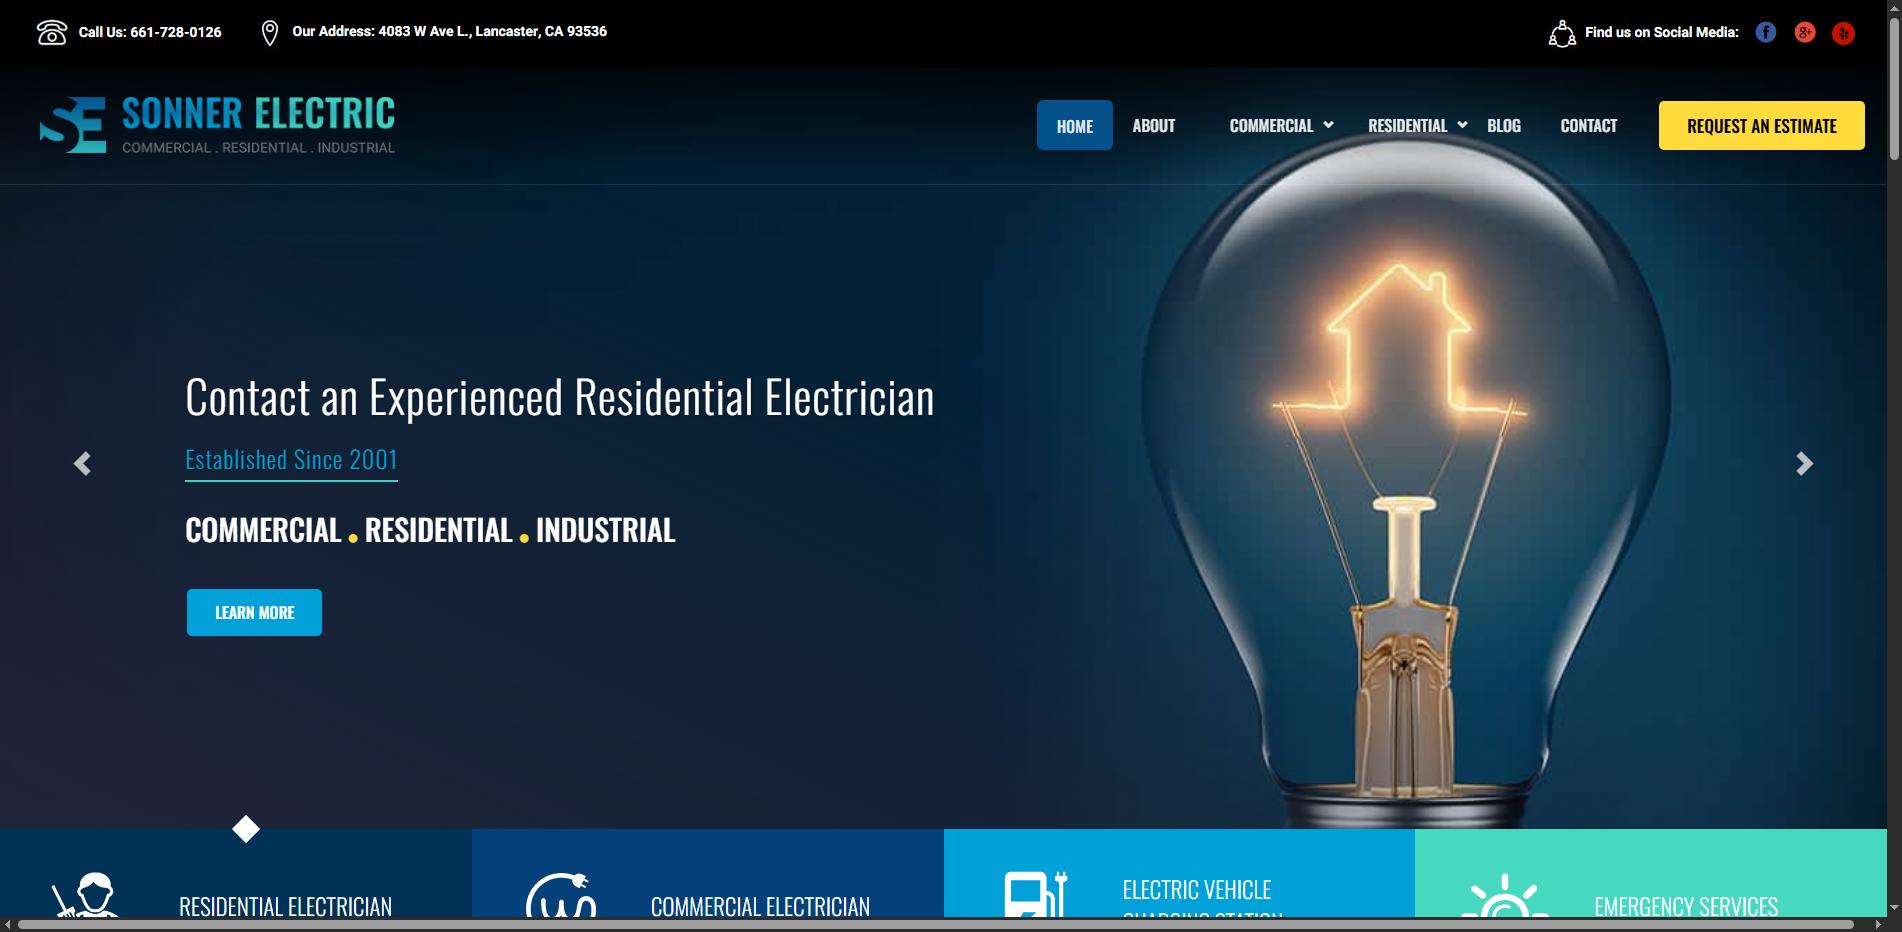 Call Us: 661-728-0126
Our Address: 4083 W Ave L., Lancaster, CA 93536
Find us on Social Media:
f
g+
SE
SONNER ELECTRIC
COMMERCIAL . RESIDENTIAL . INDUSTRIAL
HOME
ABOUT
COMMERCIAL
RESIDENTIAL
BLOG
CONTACT
REQUEST AN ESTIMATE
Contact an Experienced Residential Electrician
Established Since 2001
COMMERCIAL . RESIDENTIAL . INDUSTRIAL
LEARN MORE
RESIDENTIAL ELECTRICIAN
COMMERCIAL ELECTRICIAN
ELECTRIC VEHICLE
CHARGING STATION
EMERGENCY SERVICES